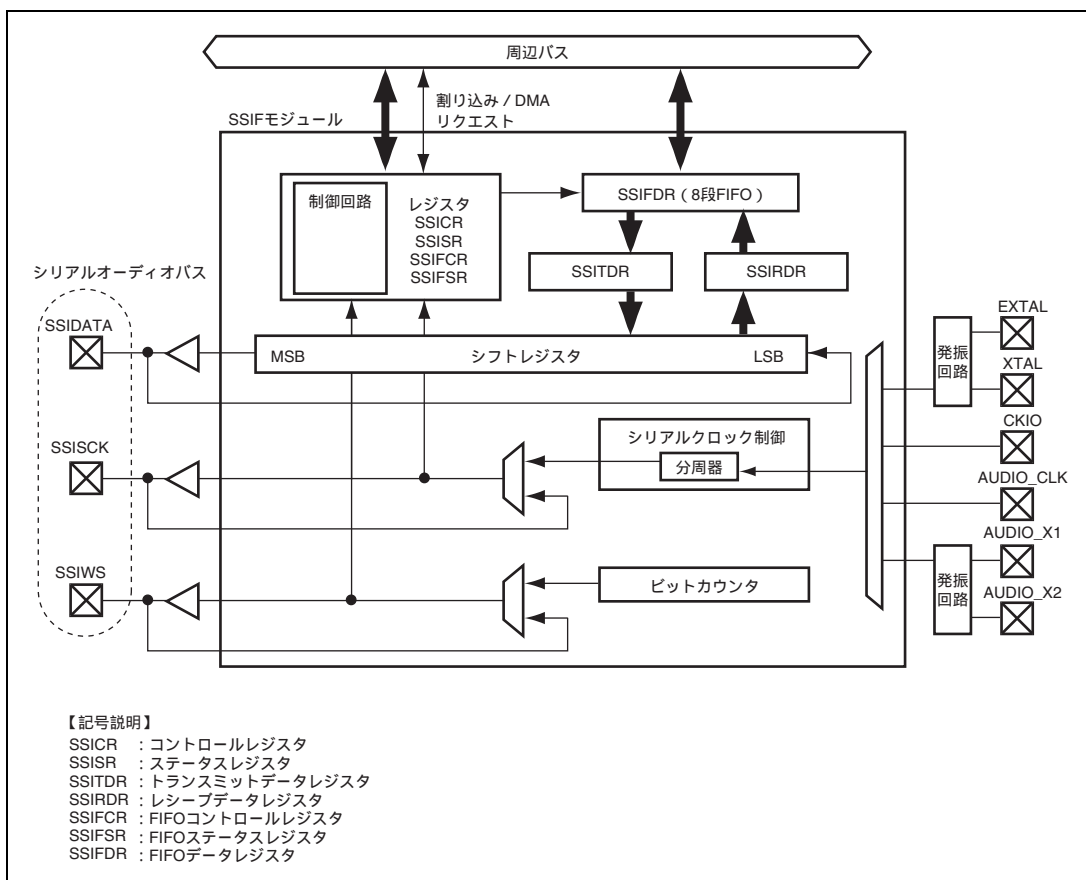 周辺バス
割り込み / DMA
リクエスト
SSIFモジュール
制御回路
レジスタ
SSICR
SSISR
SSIFCR
SSIFSR
SSIFDR（8段FIFO）
SSITDR
SSIRDR
シリアルオーディオバス
SSIDATA
MSB
シフトレジスタ
LSB
発振
回路
EXTAL
XTAL
CKIO
SSISCK
シリアルクロック制御
分周器
AUDIO_CLK
AUDIO_X1
発振
回路
AUDIO_X2
SSIWS
ビットカウンタ
【記号説明】
SSICR ：コントロールレジスタ
SSISR ：ステータスレジスタ
SSITDR ：トランスミットデータレジスタ
SSIRDR ：レシーブデータレジスタ
SSIFCR ：FIFOコントロールレジスタ
SSIFSR ：FIFOステータスレジスタ
SSIFDR ：FIFOデータレジスタ